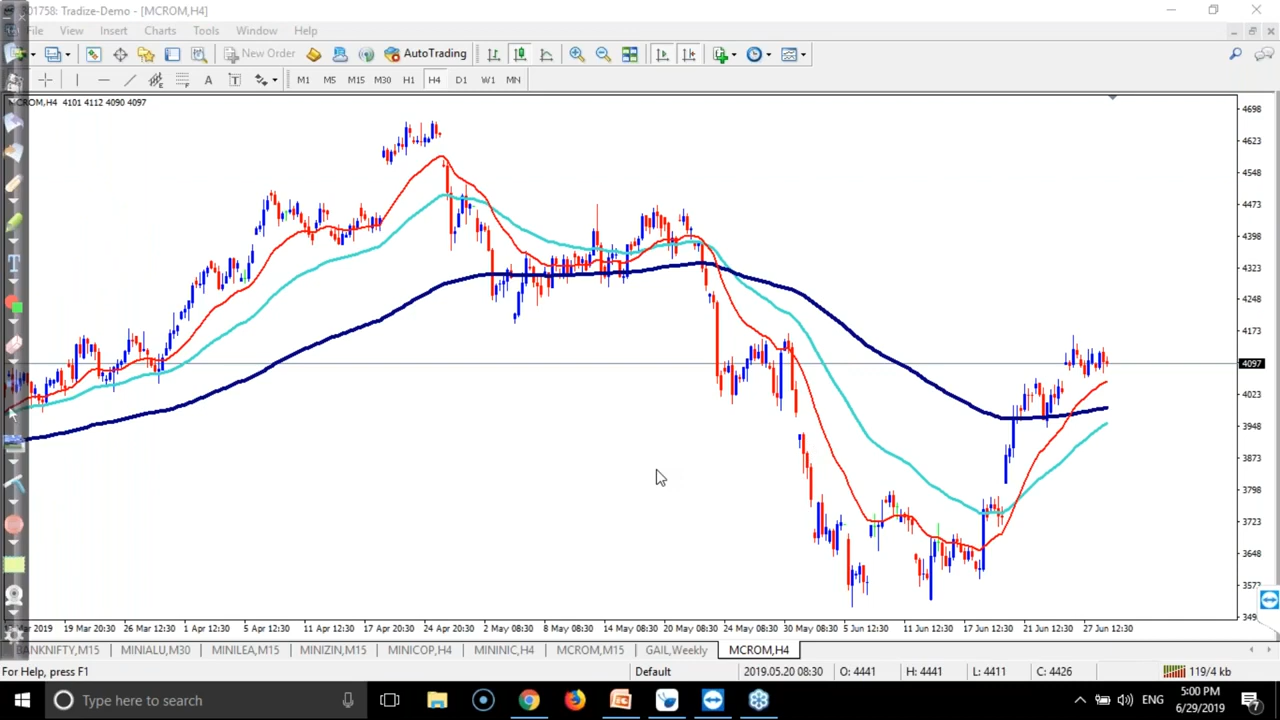 301758: Tradize-Demo - [MCROM,H4]
File View Insert Charts Tools Window Help
New Order AutoTrading
A T M1 M5 M15 M30 H1 H4 D1 W1 MN
MCROM,H4 4101 4112 4090 4097
4698
4623
4548
4473
4398
4323
4248
4173
4097
4023
3948
3873
3798
3723
3648
357
349
Mar 2019 19 Mar 20:30 26 Mar 12:30 1 Apr 12:30 5 Apr 12:30 11 Apr 12:30 17 Apr 20:30 24 Apr 20:30 2 May 08:30 8 May 08:30 14 May 08:30 20 May 08:30 24 May 08:30 30 May 08:30 5 Jun 12:30 11 Jun 12:30 17 Jun 12:30 21 Jun 12:30 27 Jun 12:30
BANKNIFTY,M15 MINIALU,M30 MINILEA,M15 MINIZIN,M15 MINICOP,H4 MININIC,H4 MCROM,M15 GAIL,Weekly MCROM,H4
For Help, press F1 Default 2019.05.20 08:30 O: 4441 H: 4441 L: 4411 C: 4426 119/4 kb
Type here to search ENG 5:00 PM
6/29/2019 7